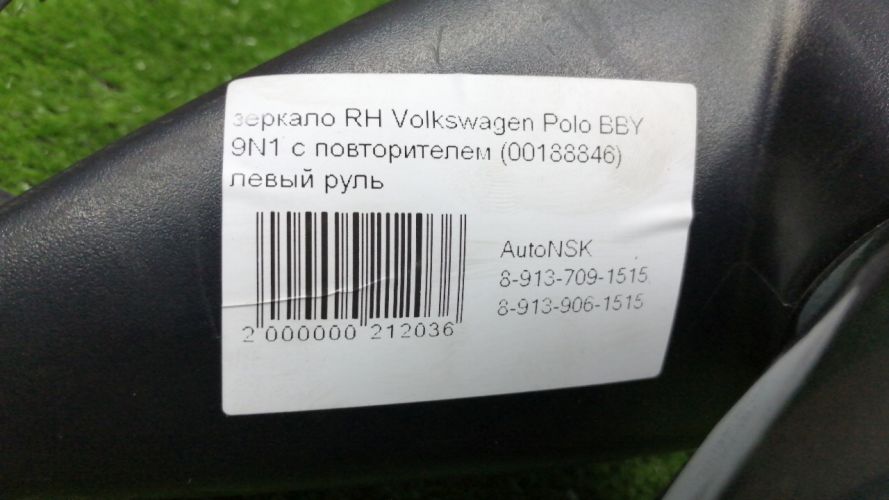 зеркало RH Volkswagen Polo BBY
9N1 с повторителем (00188846)
левый руль
AutoNSK
8-913-709-1515
8-913-906-1515
2 000000 212036